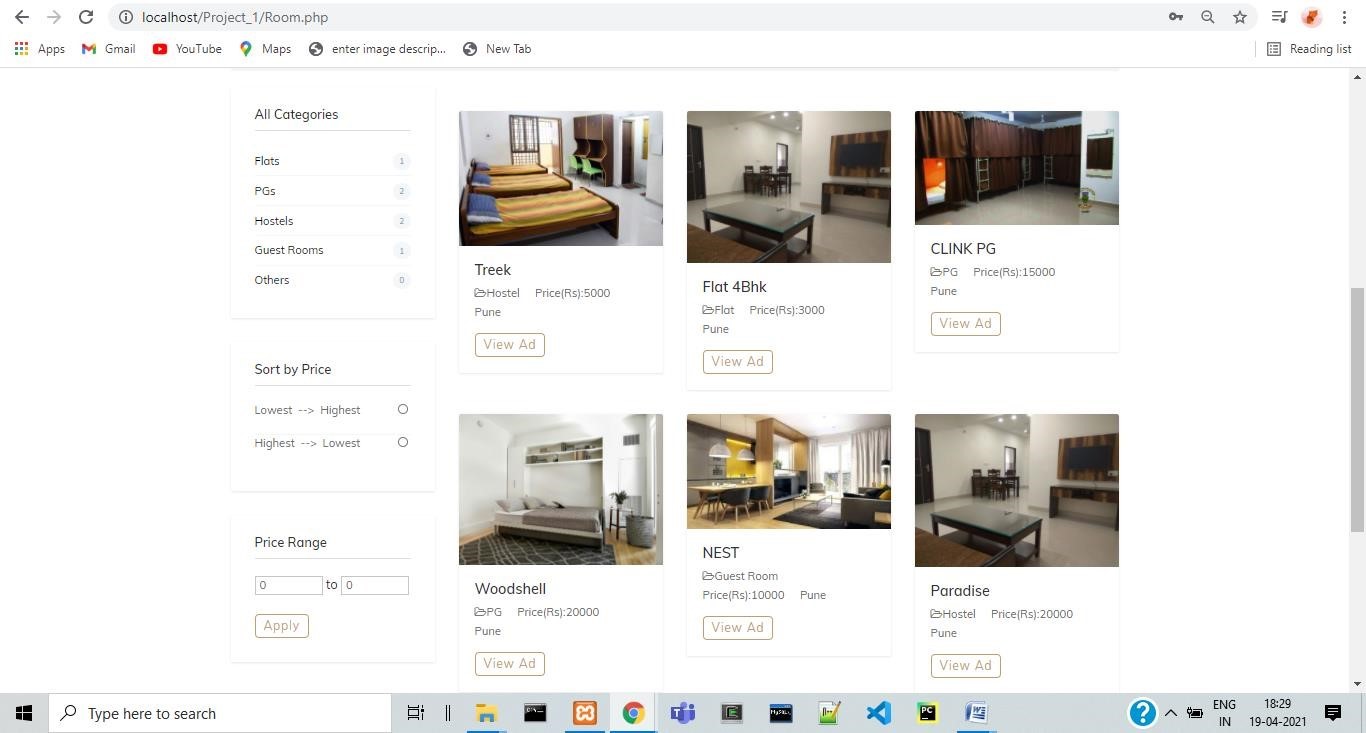 localhost/Project_1/Room.php
Apps Gmail YouTube Maps enter image descrip... New Tab Reading list
All Categories
Flats 1
PGs 2
Hostels 2
Guest Rooms 1
Others 0
Sort by Price
Lowest --> Highest
Highest --> Lowest
Price Range
0 to 0
Apply
Treek
Hostel Price(Rs):5000
Pune
View Ad
Flat 4Bhk
Flat Price(Rs):3000
Pune
View Ad
CLINK PG
PG Price(Rs):15000
Pune
View Ad
Woodshell
PG Price(Rs):20000
Pune
View Ad
NEST
Guest Room
Price(Rs):10000 Pune
View Ad
Paradise
Hostel Price(Rs):20000
Pune
View Ad
Type here to search
ENG
IN
18:29
19-04-2021